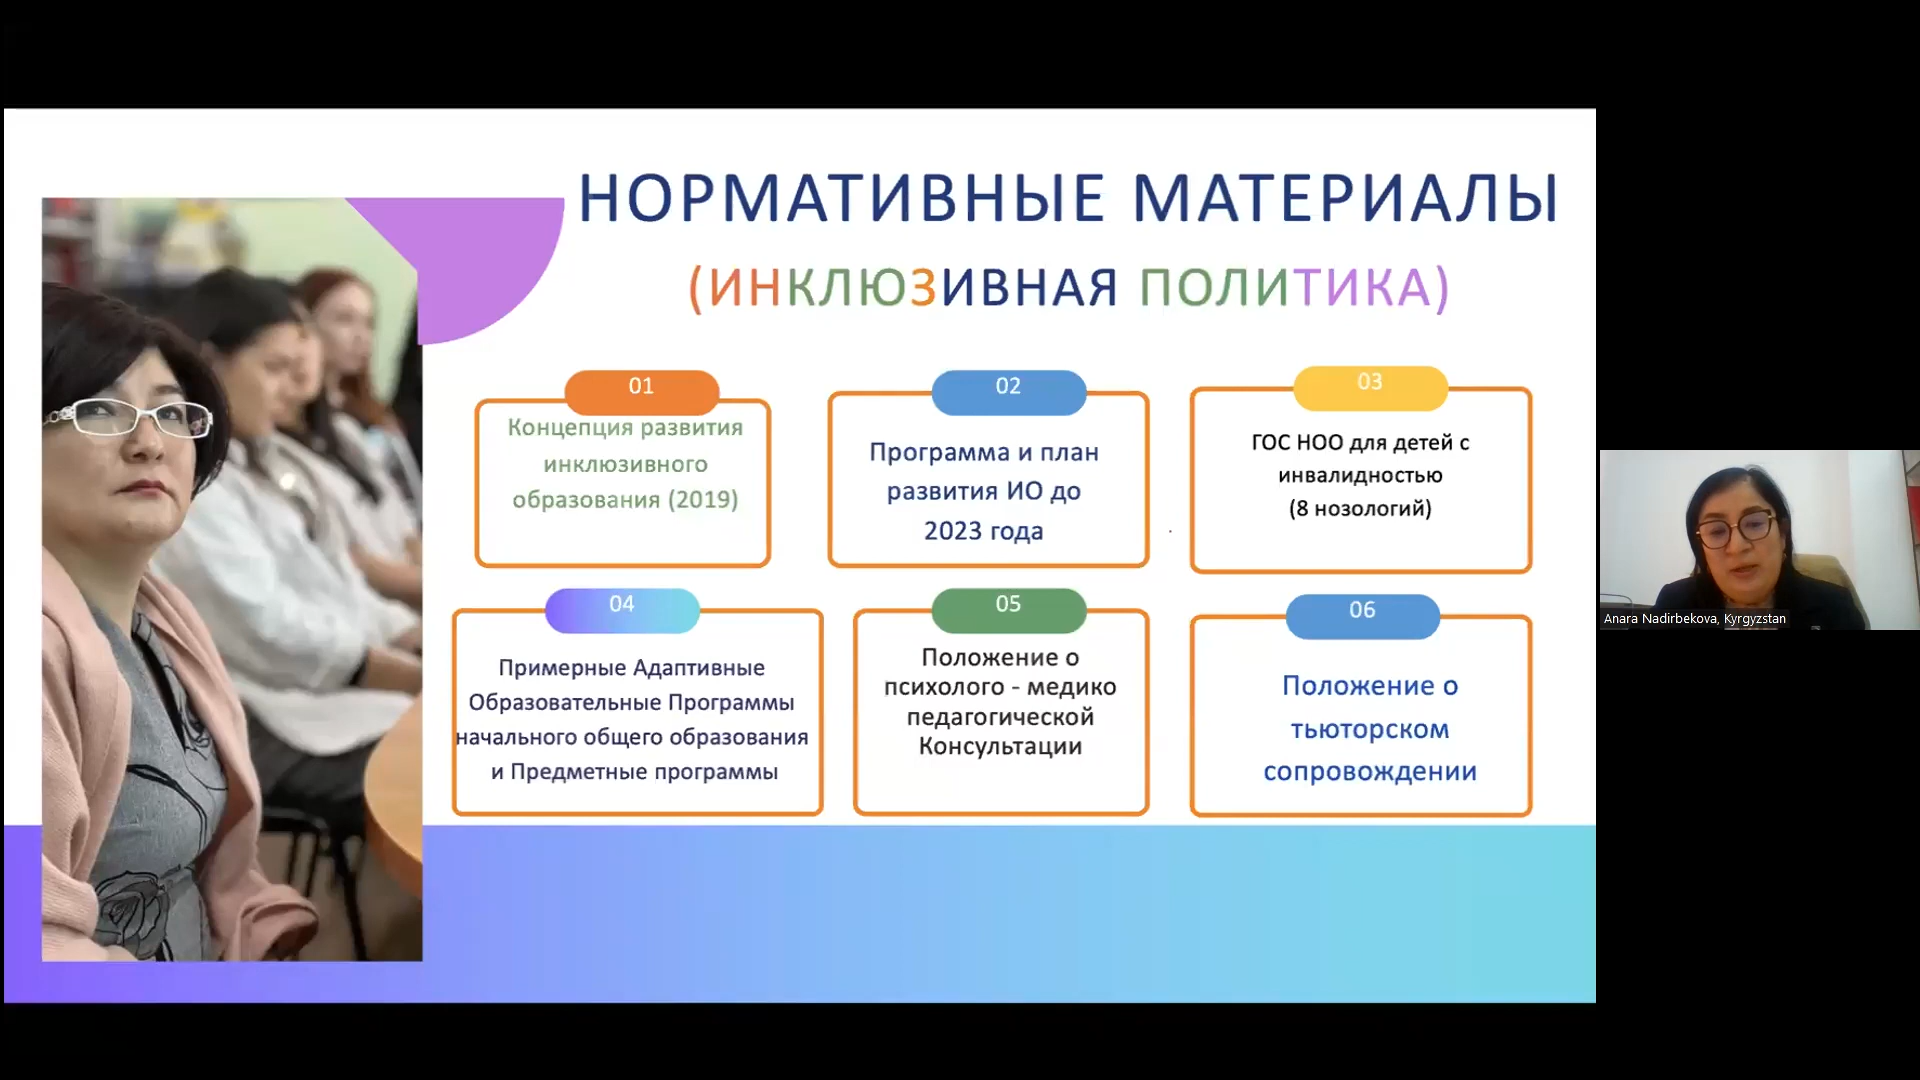 НОРМАТИВНЫЕ МАТЕРИАЛЫ
(ИНКЛЮЗИВНАЯ ПОЛИТИКА)
01
Концепция развития
инклюзивного
образования (2019)
02
Программа и план
развития ИО до
2023 года
03
ГОС НОО для детей с
инвалидностью
(8 нозологий)
04
Примерные Адаптивные
Образовательные Программы
начального общего образования
и Предметные программы
05
Положение о
психолого - медико
педагогической
Консультации
06
Положение о
тьюторском
сопровождении
Anara Nadirbekova, Kyrgyzstan